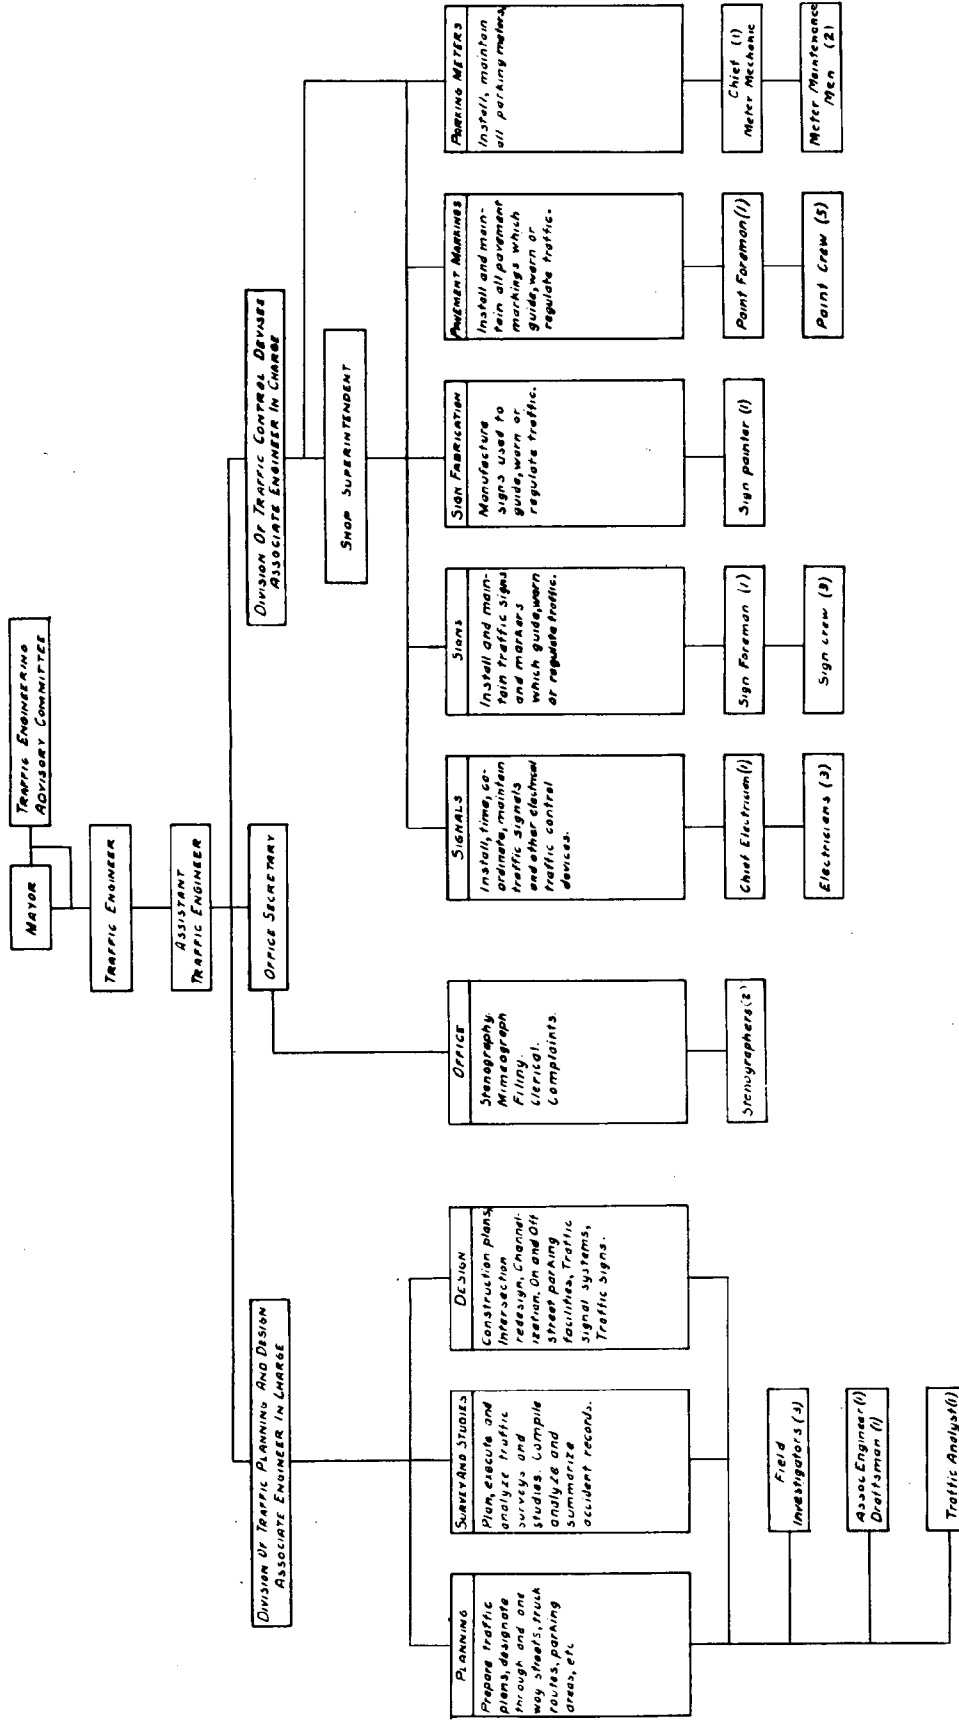 MAYOR
TRAFFIC ENGINEERING
ADVISORY COMMITTEE
TRAFFIC ENGINEER
ASSISTANT
TRAFFIC ENGINEER
OFFICE SECRETARY
DIVISION OF TRAFFIC PLANNING AND DESIGN
ASSOCIATE ENGINEER IN CHARGE
DIVISION OF TRAFFIC CONTROL DEVISES
ASSOCIATE ENGINEER IN CHARGE
SHOP SUPERINTENDENT
PLANNING
Prepare traffic
plans, designate
through and one
way streets, truck
routes, parking
areas, etc
SURVEY AND STUDIES
Plan, execute and
analyze traffic
surveys and
studies. Compile
analyze and
summarize
accident records.
DESIGN
Construction plans,
Intersection
redesign, Channel-
ization, On and Off
street parking
facilities, Traffic
signal systems,
Traffic signs.
OFFICE
Stenography.
Mimeograph
Filing.
Clerical.
Complaints.
SIGNALS
Install, time, co-
ordinate, maintain
traffic signals
and other electrical
traffic control
devices.
SIGNS
Install and main-
tain traffic signs
and markers
which guide, warn
or regulate traffic.
SIGN FABRICATION
Manufacture
signs used to
guide, warn or
regulate traffic.
PAVEMENT MARKINGS
Install and main-
tain all pavement
markings which
guide, warn or
regulate traffic.
PARKING METERS
Install, maintain
all parking meters,
Field
Investigators (3)
Assoc Engineer (1)
Draftsman (1)
Traffic Analyst (1)
Stenographers (2)
Chief Electrician (1)
Electricians (3)
Sign Foreman (1)
Sign crew (3)
Sign painter (1)
Paint Foreman (1)
Paint Crew (5)
Chief (1)
Meter Mechanic
Meter Maintenance
Men (2)